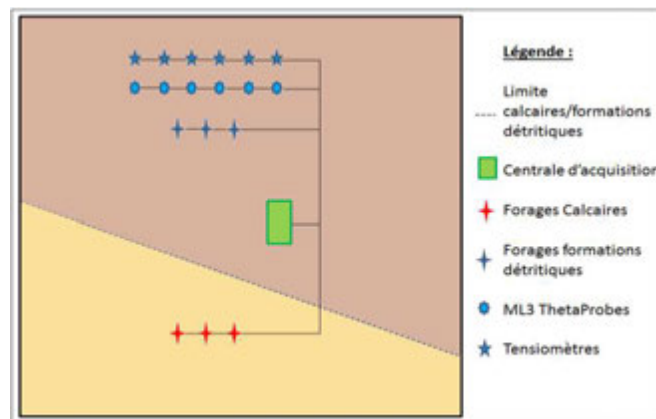 Légende :
Limite
calcaires/formations
détritiques
Centrale d'acquisition
Forages Calcaires
Forages formations
détritiques
ML3 ThetaProbes
Tensiomètres